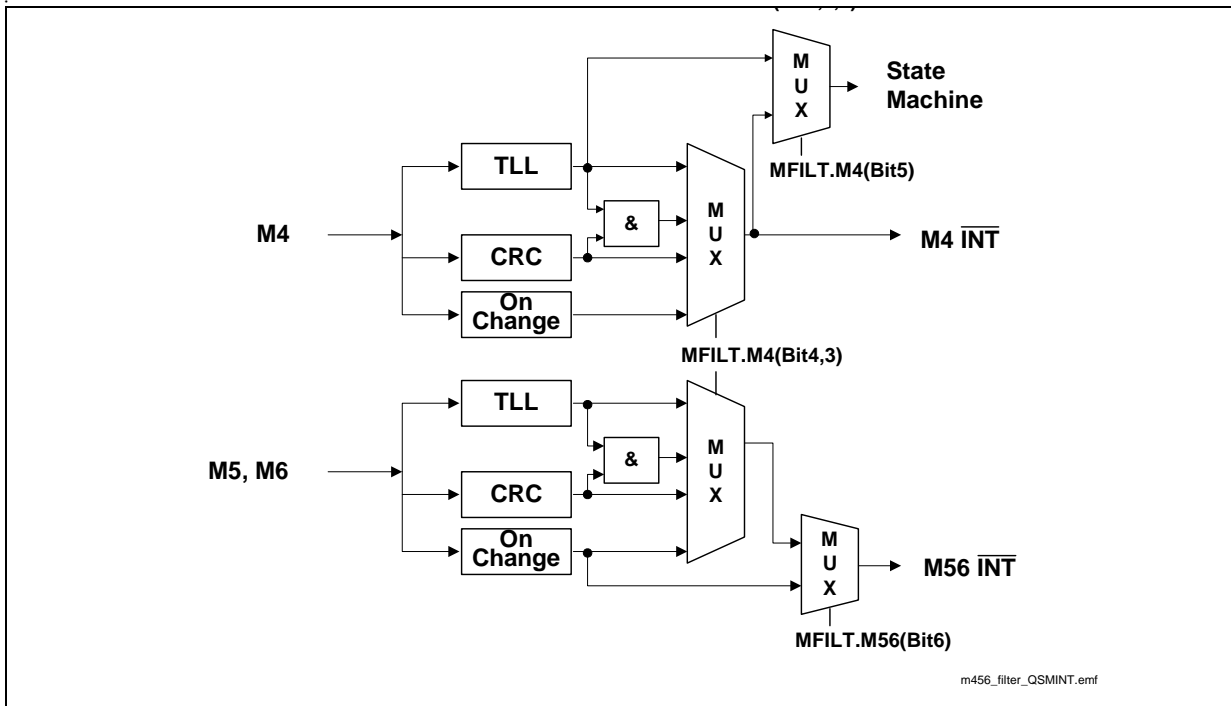 M
U
X
State
Machine
MFILT.M4(Bit5)
TLL
M4
&
CRC
On
Change
M
U
X
M4 INT
MFILT.M4(Bit4,3)
TLL
M5, M6
&
CRC
On
Change
M
U
X
M
U
X
M56 INT
MFILT.M56(Bit6)
m456_filter_QSMINT.emf